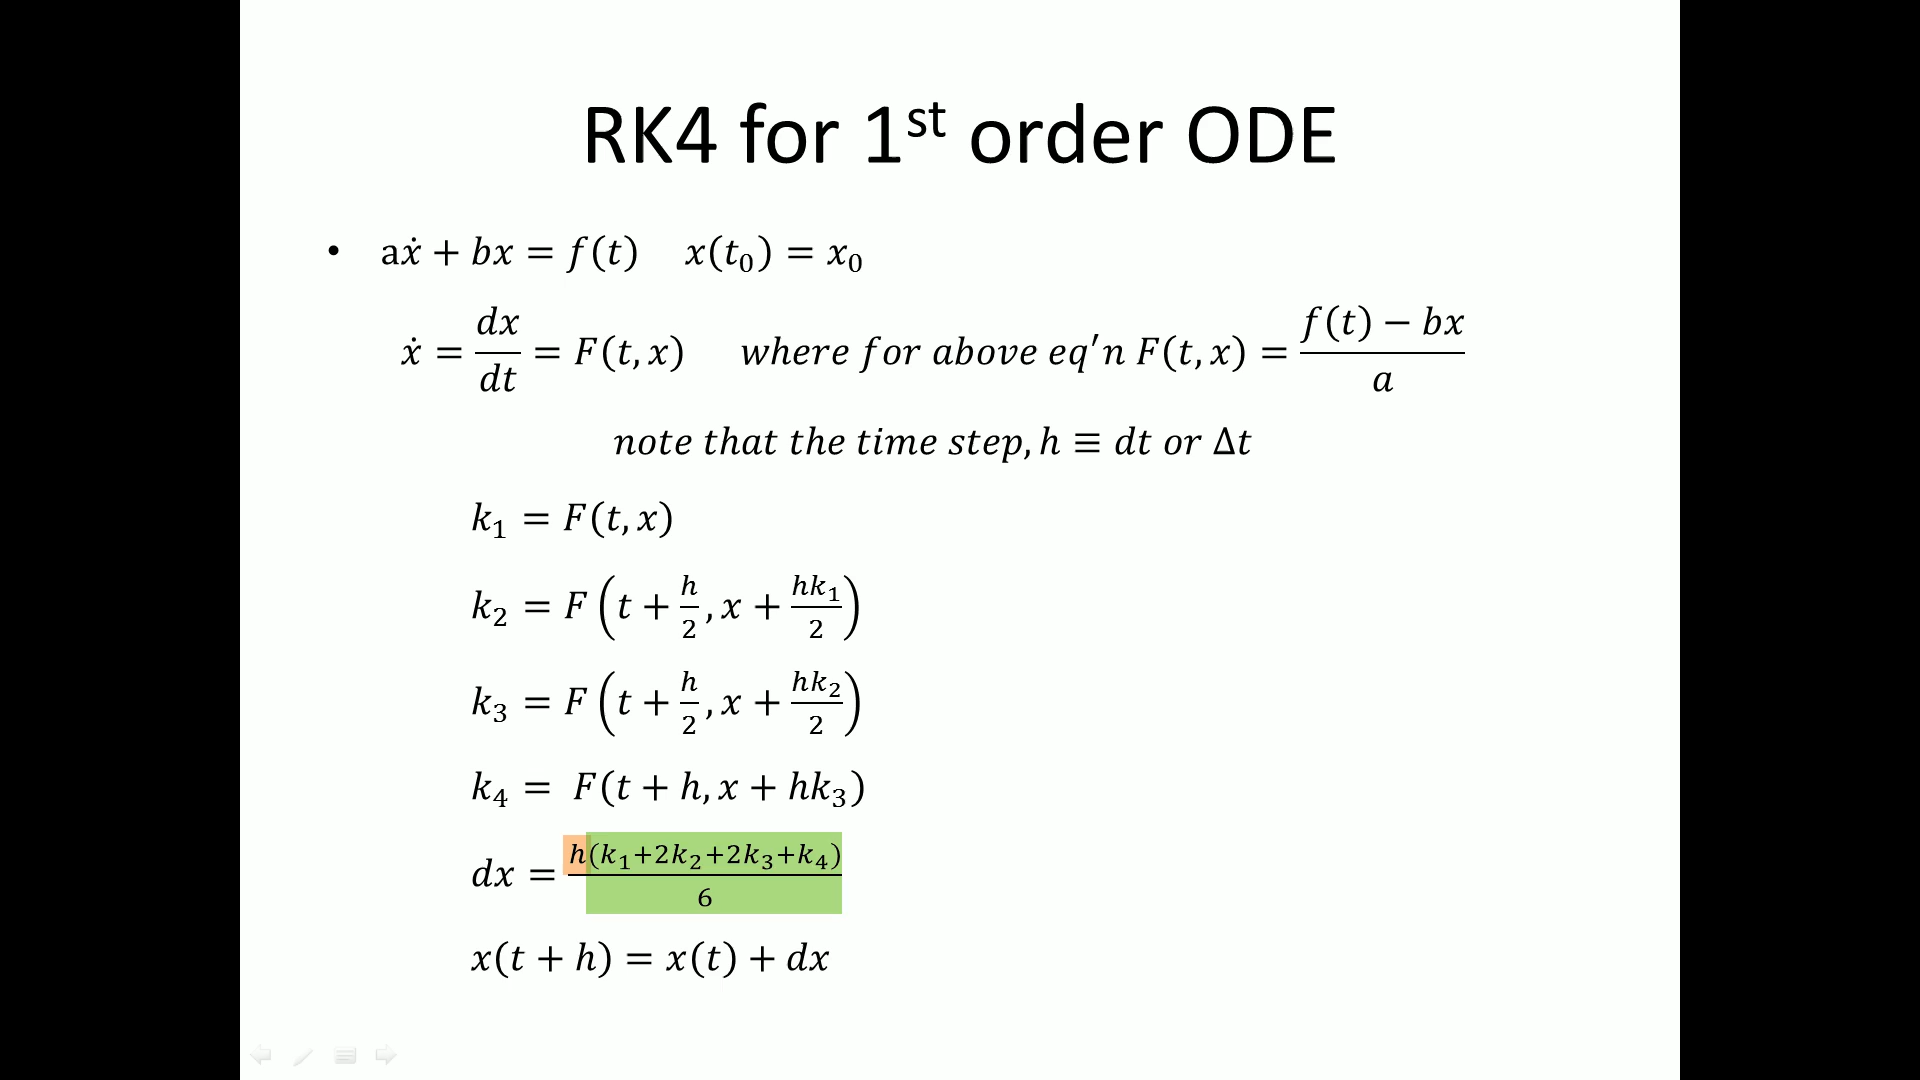 RK4 for 1st order ODE
• aẋ + bx = f(t)   x(t₀) = x₀
ẋ = dx/dt = F(t, x)   where for above eq'n F(t, x) = (f(t) − bx)/a
note that the time step, h ≡ dt or Δt
k₁ = F(t, x)
k₂ = F(t + h/2, x + hk₁/2)
k₃ = F(t + h/2, x + hk₂/2)
k₄ = F(t + h, x + hk₃)
dx = h(k₁+2k₂+2k₃+k₄)/6
x(t + h) = x(t) + dx